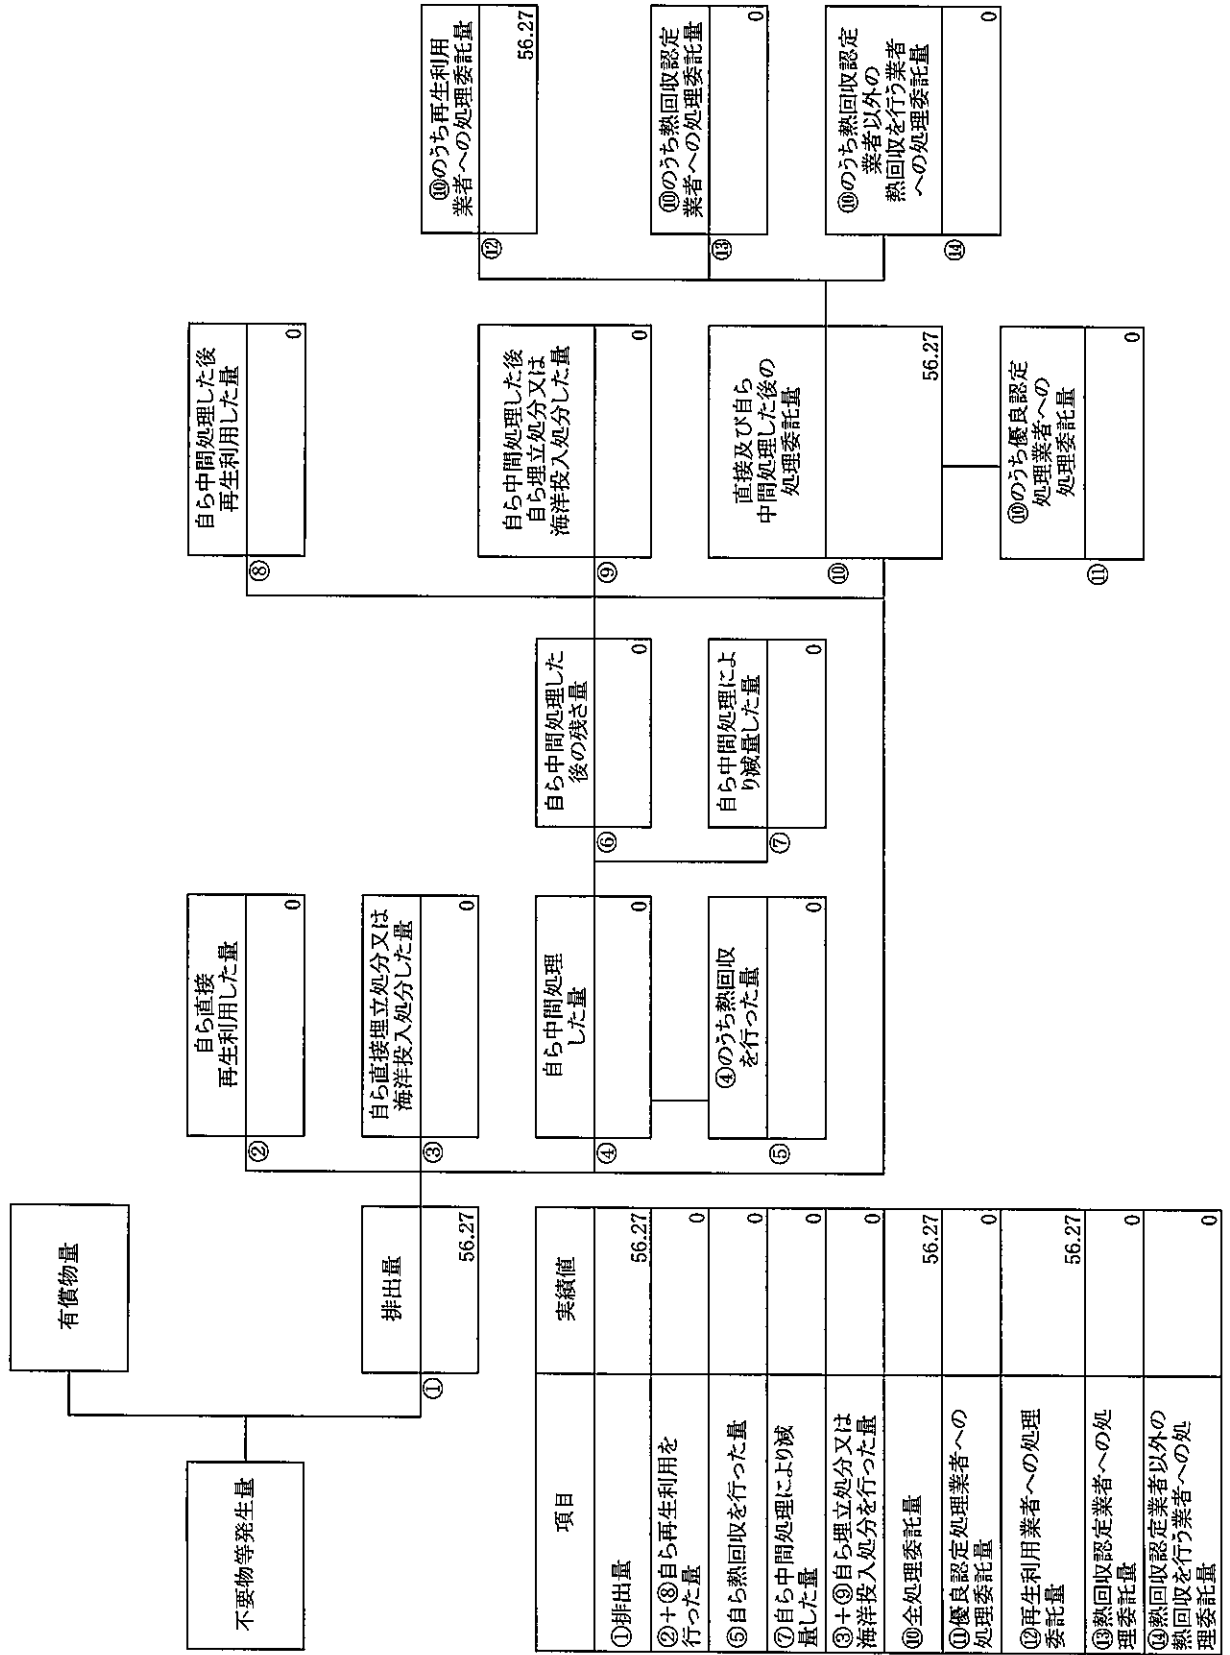 有償物量
不要物等発生量
排出量
①
56.27
自ら直接
再生利用した量
②
0
自ら直接埋立処分又は
海洋投入処分した量
③
0
自ら中間処理
した量
④
0
④のうち熱回収
を行った量
⑤
0
自ら中間処理した
後の残さ量
⑥
0
自ら中間処理によ
り減量した量
⑦
0
自ら中間処理した後
再生利用した量
⑧
0
自ら中間処理した後
自ら埋立処分又は
海洋投入処分した量
⑨
0
直接及び自ら
中間処理した後の
処理委託量
⑩
56.27
⑩のうち優良認定
処理業者への
処理委託量
⑪
0
⑩のうち再生利用
業者への処理委託量
⑫
56.27
⑩のうち熱回収認定
業者への処理委託量
⑬
0
⑩のうち熱回収認定
業者以外の
熱回収を行う業者
への処理委託量
⑭
0
項目 実績値
①排出量 56.27
②+⑧自ら再生利用を
行った量 0
⑤自ら熱回収を行った量 0
⑦自ら中間処理により減
量した量 0
③+⑨自ら埋立処分又は
海洋投入処分を行った量 0
⑩全処理委託量 56.27
⑪優良認定処理業者への
処理委託量 0
⑫再生利用業者への処理
委託量 56.27
⑬熱回収認定業者への処
理委託量 0
⑭熱回収認定業者以外の
熱回収を行う業者への処
理委託量 0